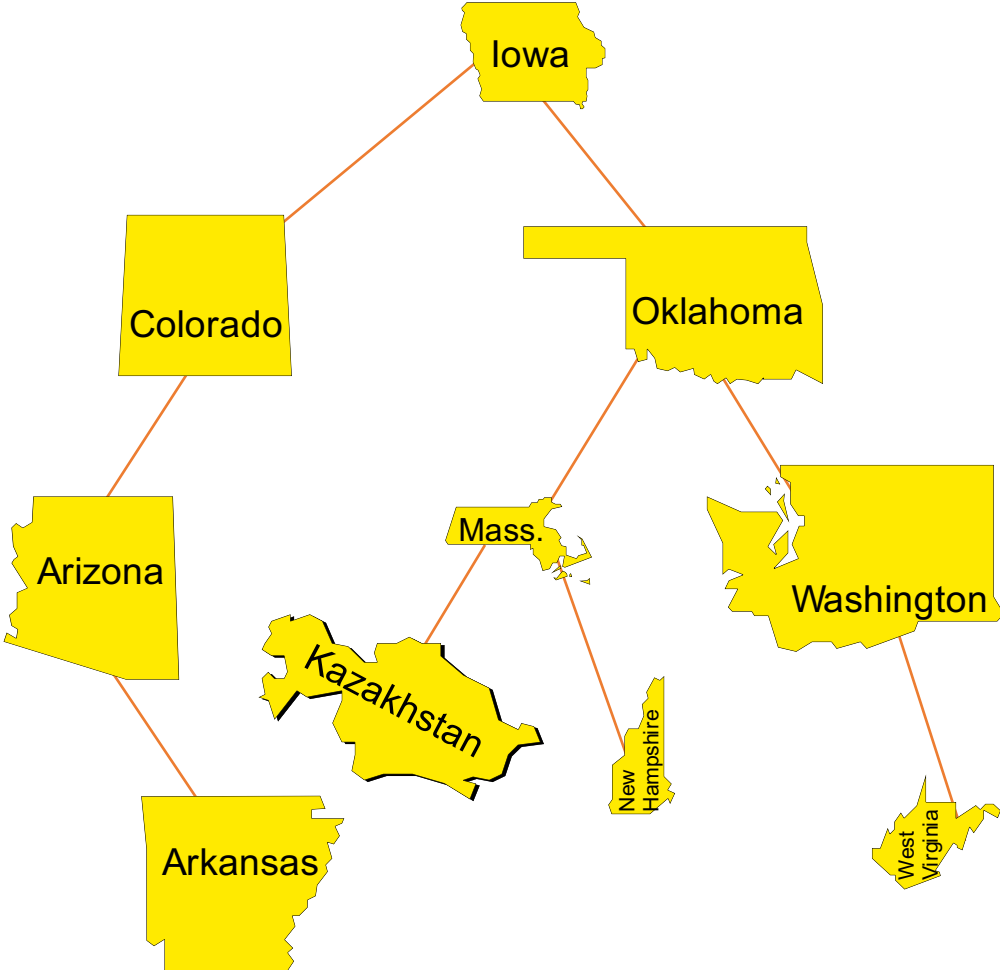 Iowa
Colorado
Oklahoma
Mass.
Arizona
Washington
Kazakhstan
New
Hampshire
West
Virginia
Arkansas